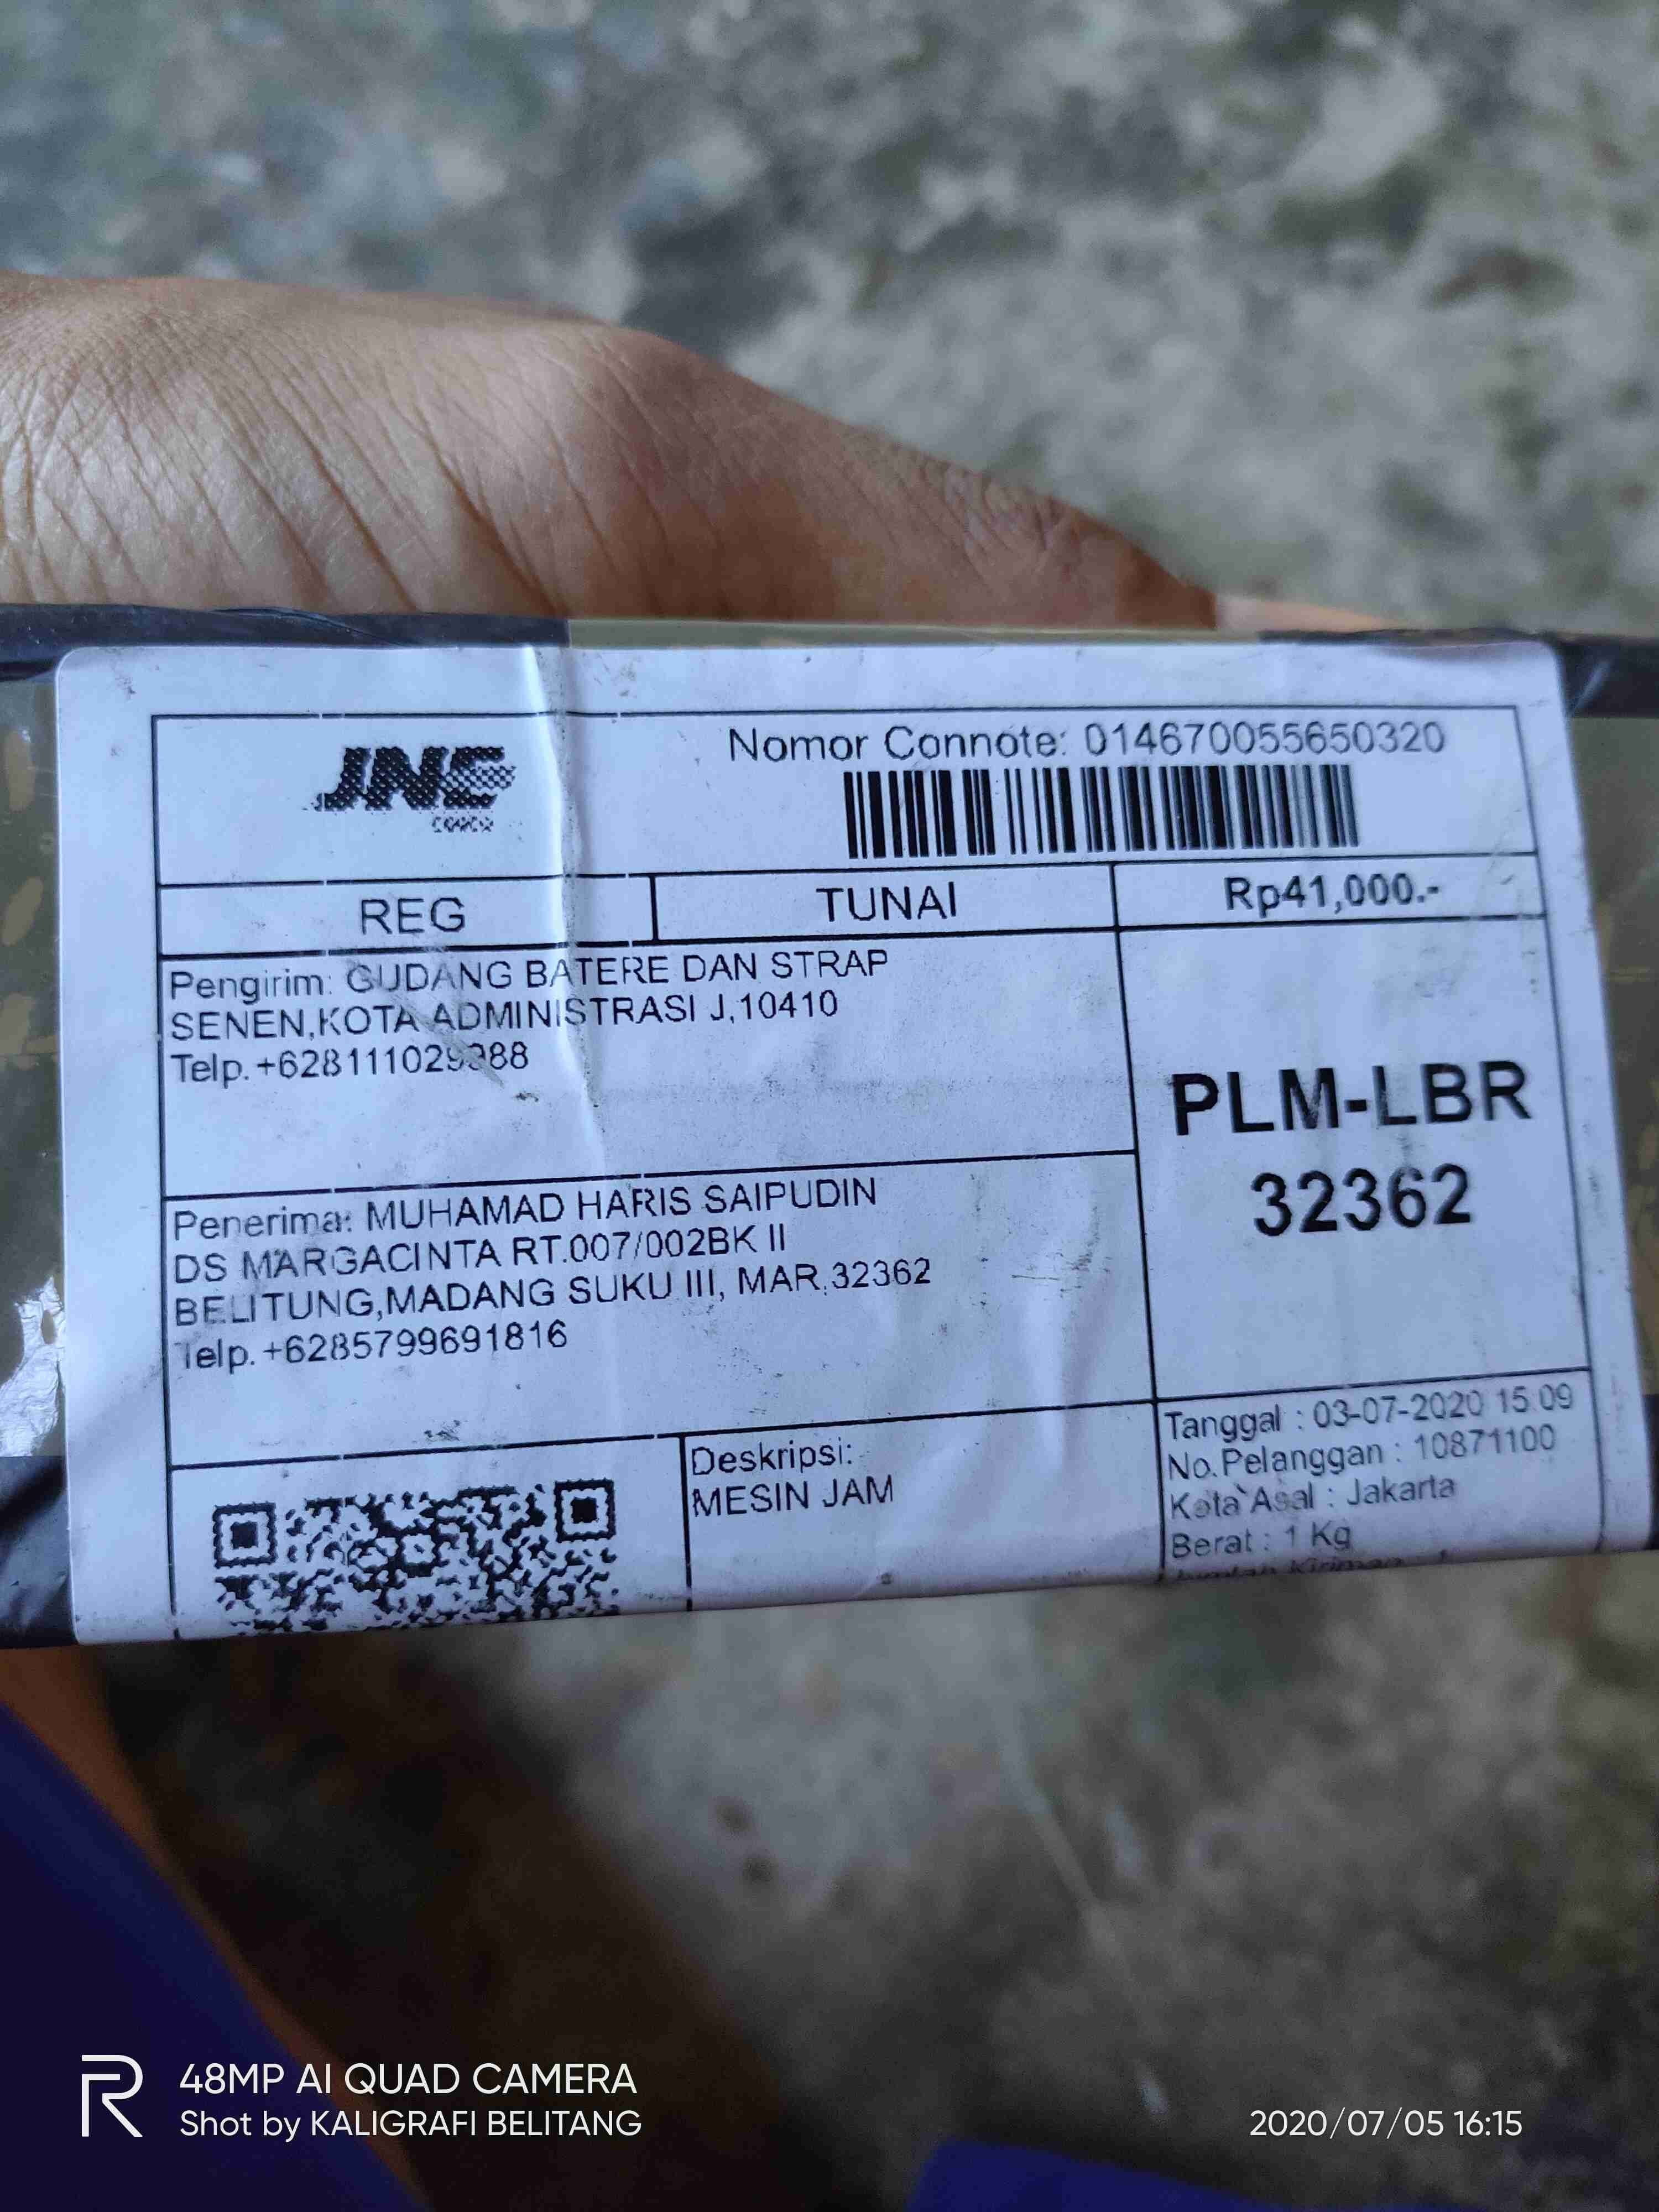 JNE
Nomor Connote: 014670055650320
REG
TUNAI
Rp41,000.-
Pengirim: GUDANG BATERE DAN STRAP
SENEN,KOTA ADMINISTRASI J,10410
Penerima: MUHAMAD HARIS SAIPUDIN
DS MARGACINTA RT.007/002BK II
BELITUNG,MADANG SUKU III, MAR,32362
Telp.+6285799691816
PLM-LBR
32362
Deskripsi:
MESIN JAM
Tanggal : 03-07-2020 15:09
No.Pelanggan : 10871100
Kota Asal : Jakarta
Berat : 1 Kg
R
48MP AI QUAD CAMERA
Shot by KALIGRAFI BELITANG
2020/07/05 16:15